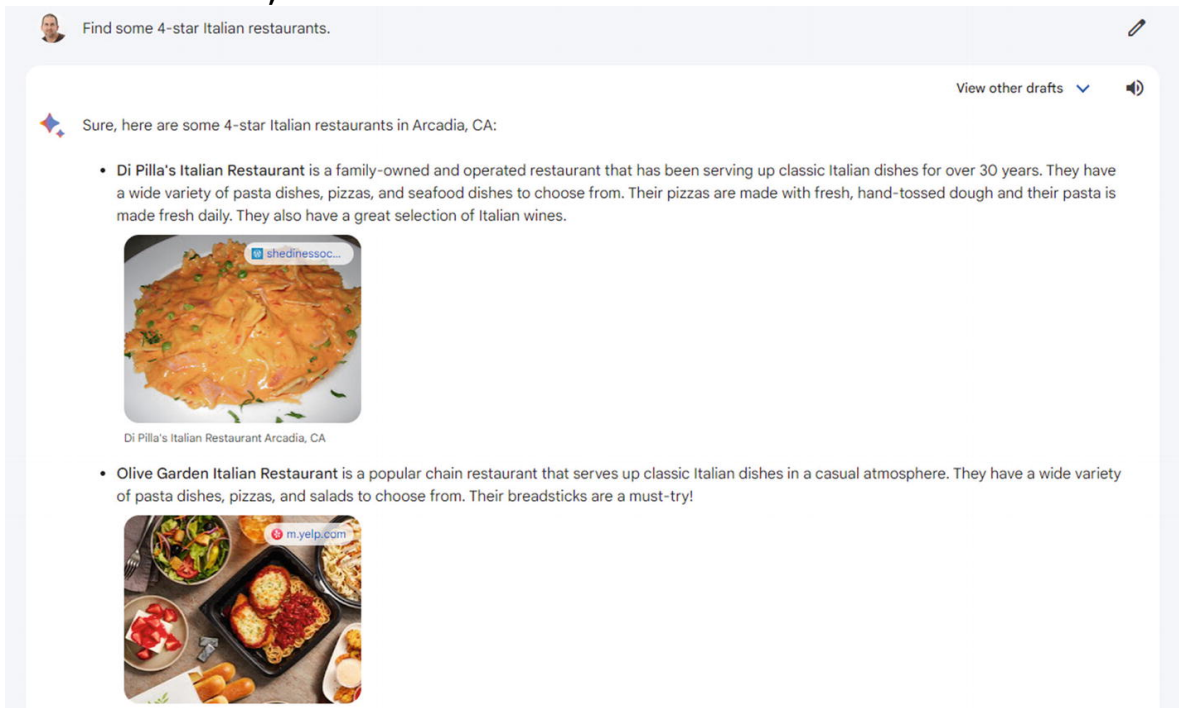 Find some 4-star Italian restaurants.
View other drafts
Sure, here are some 4-star Italian restaurants in Arcadia, CA:
• Di Pilla's Italian Restaurant is a family-owned and operated restaurant that has been serving up classic Italian dishes for over 30 years. They have
a wide variety of pasta dishes, pizzas, and seafood dishes to choose from. Their pizzas are made with fresh, hand-tossed dough and their pasta is
made fresh daily. They also have a great selection of Italian wines.
shedinessoc...
Di Pilla's Italian Restaurant Arcadia, CA
• Olive Garden Italian Restaurant is a popular chain restaurant that serves up classic Italian dishes in a casual atmosphere. They have a wide variety
of pasta dishes, pizzas, and salads to choose from. Their breadsticks are a must-try!
m.yelp.com